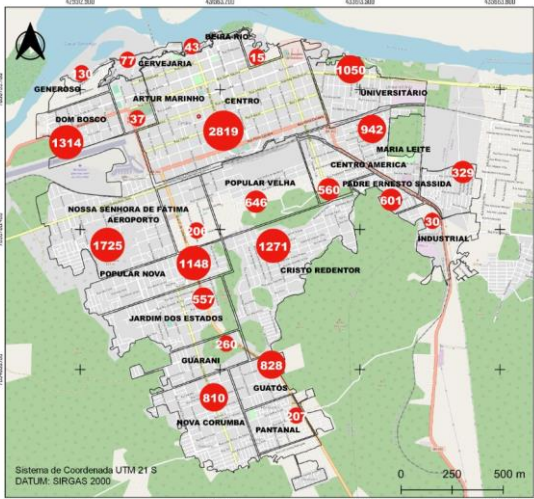 BEIRA RIO
43
77
15
CERVEJARIA
30
GENEROSO
1050
ARTUR MARINHO
CENTRO
UNIVERSITÁRIO
DOM BOSCO
37
2819
942
1314
MARIA LEITE
CENTRO AMERICA
329
POPULAR VELHA
560
PADRE ERNESTO SASSIDA
646
601
NOSSA SENHORA DE FÁTIMA
AEROPORTO
30
206
INDUSTRIAL
1725
1271
1148
POPULAR NOVA
CRISTO REDENTOR
557
JARDIM DOS ESTADOS
260
GUARANI
828
GUATÓS
810
207
NOVA CORUMBA
PANTANAL
Sistema de Coordenada UTM 21 S
DATUM: SIRGAS 2000
0 250 500 m